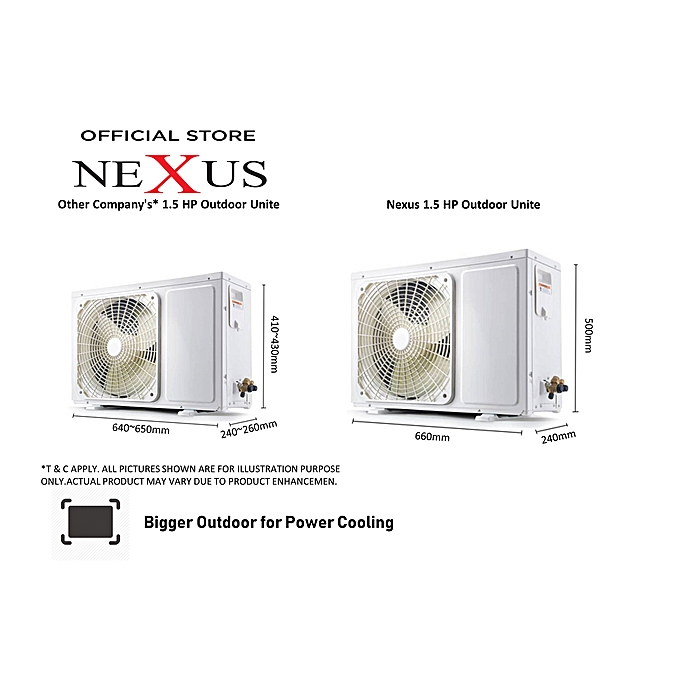 OFFICIAL STORE
NEXUS
Other Company's* 1.5 HP Outdoor Unite
Nexus 1.5 HP Outdoor Unite
410~430mm
500mm
640~650mm
240~260mm
660mm
240mm
*T & C APPLY. ALL PICTURES SHOWN ARE FOR ILLUSTRATION PURPOSE
ONLY.ACTUAL PRODUCT MAY VARY DUE TO PRODUCT ENHANCEMEN.
Bigger Outdoor for Power Cooling